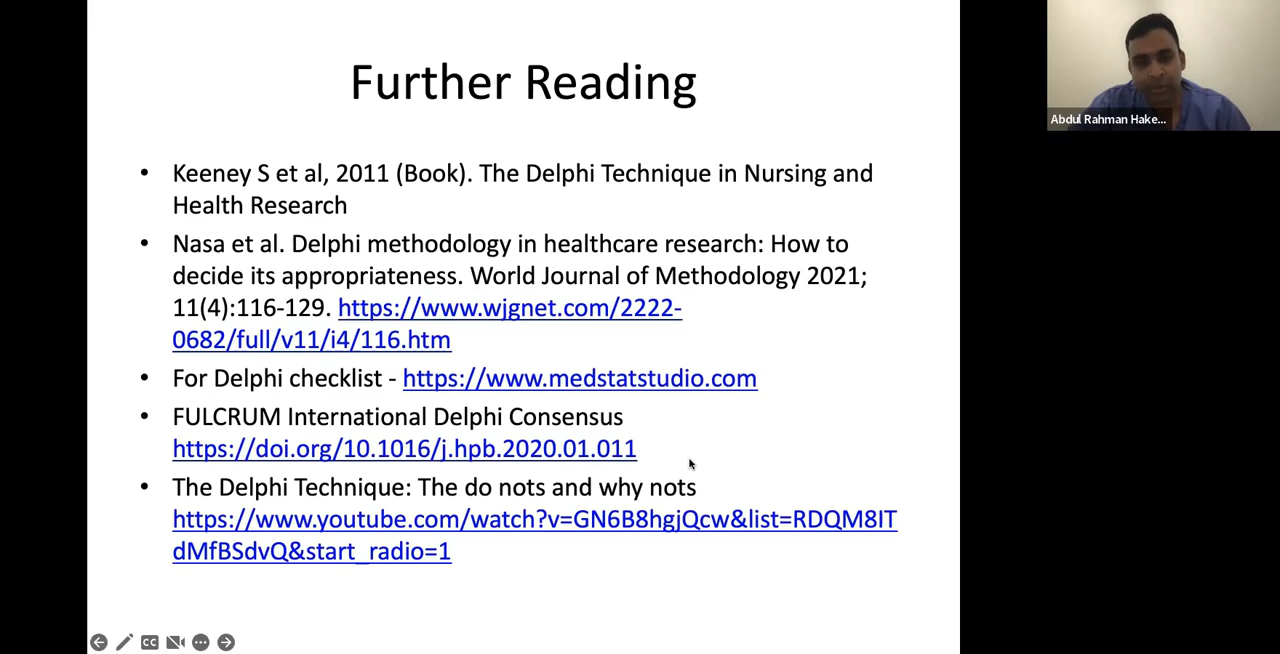 Further Reading
• Keeney S et al, 2011 (Book). The Delphi Technique in Nursing and
Health Research
• Nasa et al. Delphi methodology in healthcare research: How to
decide its appropriateness. World Journal of Methodology 2021;
11(4):116-129. https://www.wjgnet.com/2222-
0682/full/v11/i4/116.htm
• For Delphi checklist - https://www.medstatstudio.com
• FULCRUM International Delphi Consensus
https://doi.org/10.1016/j.hpb.2020.01.011
• The Delphi Technique: The do nots and why nots
https://www.youtube.com/watch?v=GN6B8hgjQcw&list=RDQM8IT
dMfBSdvQ&start_radio=1
Abdul Rahman Hake...
CC